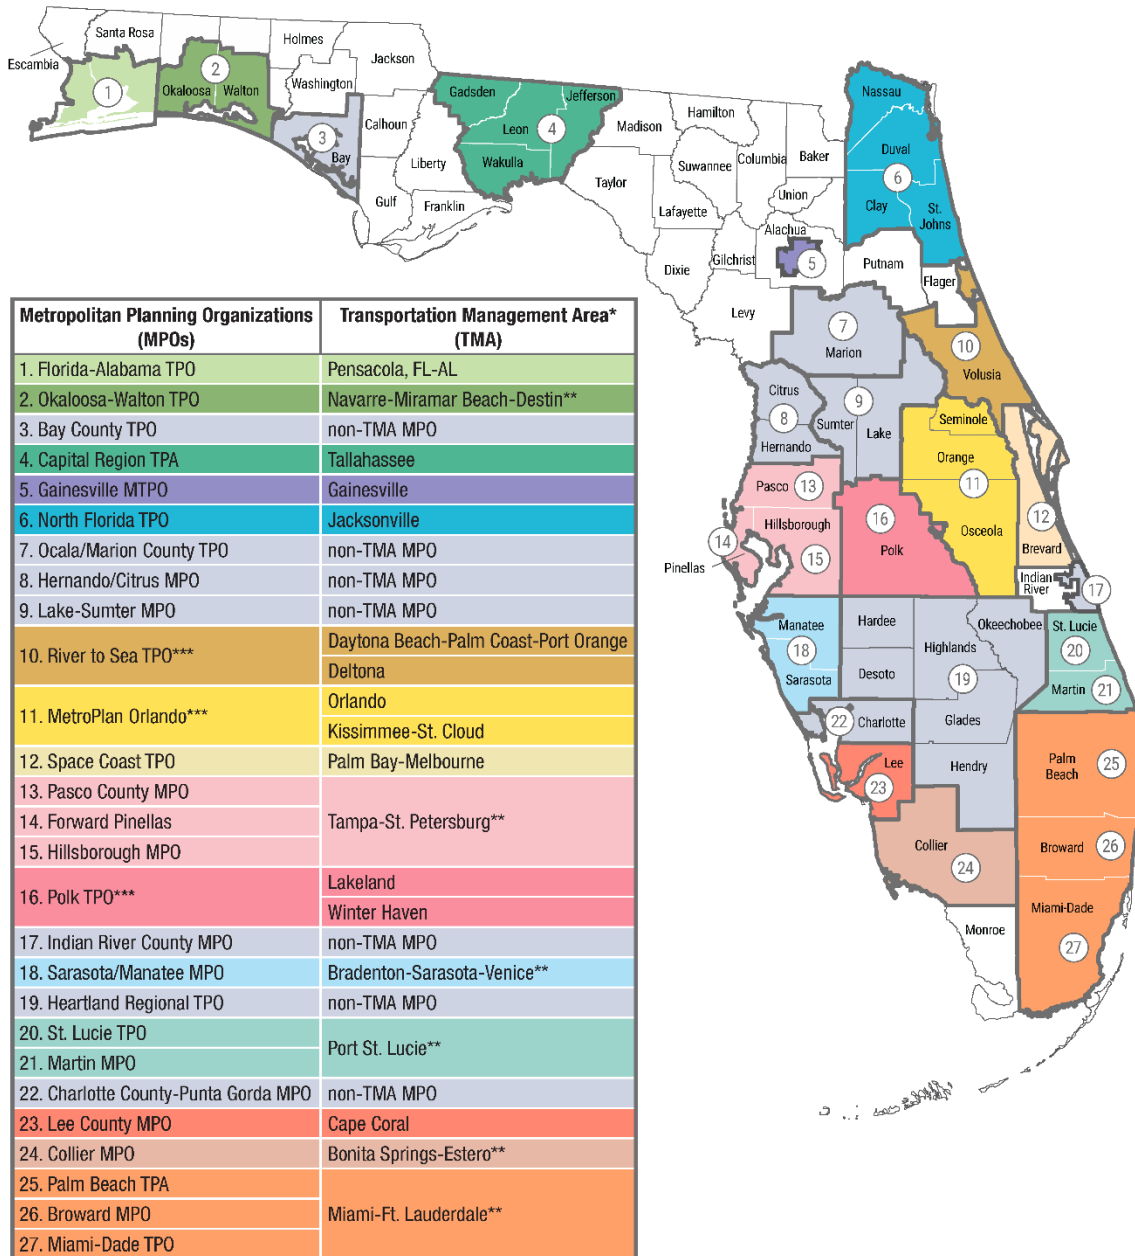 Santa Rosa
Holmes
Escambia
Jackson
Washington
1
2
Okaloosa
Walton
3
Bay
Calhoun
Liberty
Gulf
Franklin
Gadsden
Jefferson
Leon
4
Wakulla
Madison
Hamilton
Taylor
Suwannee
Columbia
Baker
Lafayette
Union
Dixie
Gilchrist
Alachua
5
Levy
Nassau
Duval
6
Clay
St.
Johns
Putnam
Flager
7
Marion
10
Volusia
Citrus
8
Hernando
9
Sumter
Lake
Seminole
Orange
11
Osceola
12
Brevard
Pasco
13
Hillsborough
14
Pinellas
15
16
Polk
Indian
River
17
Manatee
18
Sarasota
Hardee
Desoto
Highlands
Okeechobee
19
Glades
Hendry
St. Lucie
20
Martin
21
22
Charlotte
Lee
23
Collier
24
Palm
Beach
25
Broward
26
Miami-Dade
27
Monroe
Metropolitan Planning Organizations
(MPOs)
Transportation Management Area*
(TMA)
1. Florida-Alabama TPO
Pensacola, FL-AL
2. Okaloosa-Walton TPO
Navarre-Miramar Beach-Destin**
3. Bay County TPO
non-TMA MPO
4. Capital Region TPA
Tallahassee
5. Gainesville MTPO
Gainesville
6. North Florida TPO
Jacksonville
7. Ocala/Marion County TPO
non-TMA MPO
8. Hernando/Citrus MPO
non-TMA MPO
9. Lake-Sumter MPO
non-TMA MPO
10. River to Sea TPO***
Daytona Beach-Palm Coast-Port Orange
Deltona
11. MetroPlan Orlando***
Orlando
Kissimmee-St. Cloud
12. Space Coast TPO
Palm Bay-Melbourne
13. Pasco County MPO
14. Forward Pinellas
15. Hillsborough MPO
Tampa-St. Petersburg**
16. Polk TPO***
Lakeland
Winter Haven
17. Indian River County MPO
non-TMA MPO
18. Sarasota/Manatee MPO
Bradenton-Sarasota-Venice**
19. Heartland Regional TPO
non-TMA MPO
20. St. Lucie TPO
21. Martin MPO
Port St. Lucie**
22. Charlotte County-Punta Gorda MPO
non-TMA MPO
23. Lee County MPO
Cape Coral
24. Collier MPO
Bonita Springs-Estero**
25. Palm Beach TPA
26. Broward MPO
27. Miami-Dade TPO
Miami-Ft. Lauderdale**